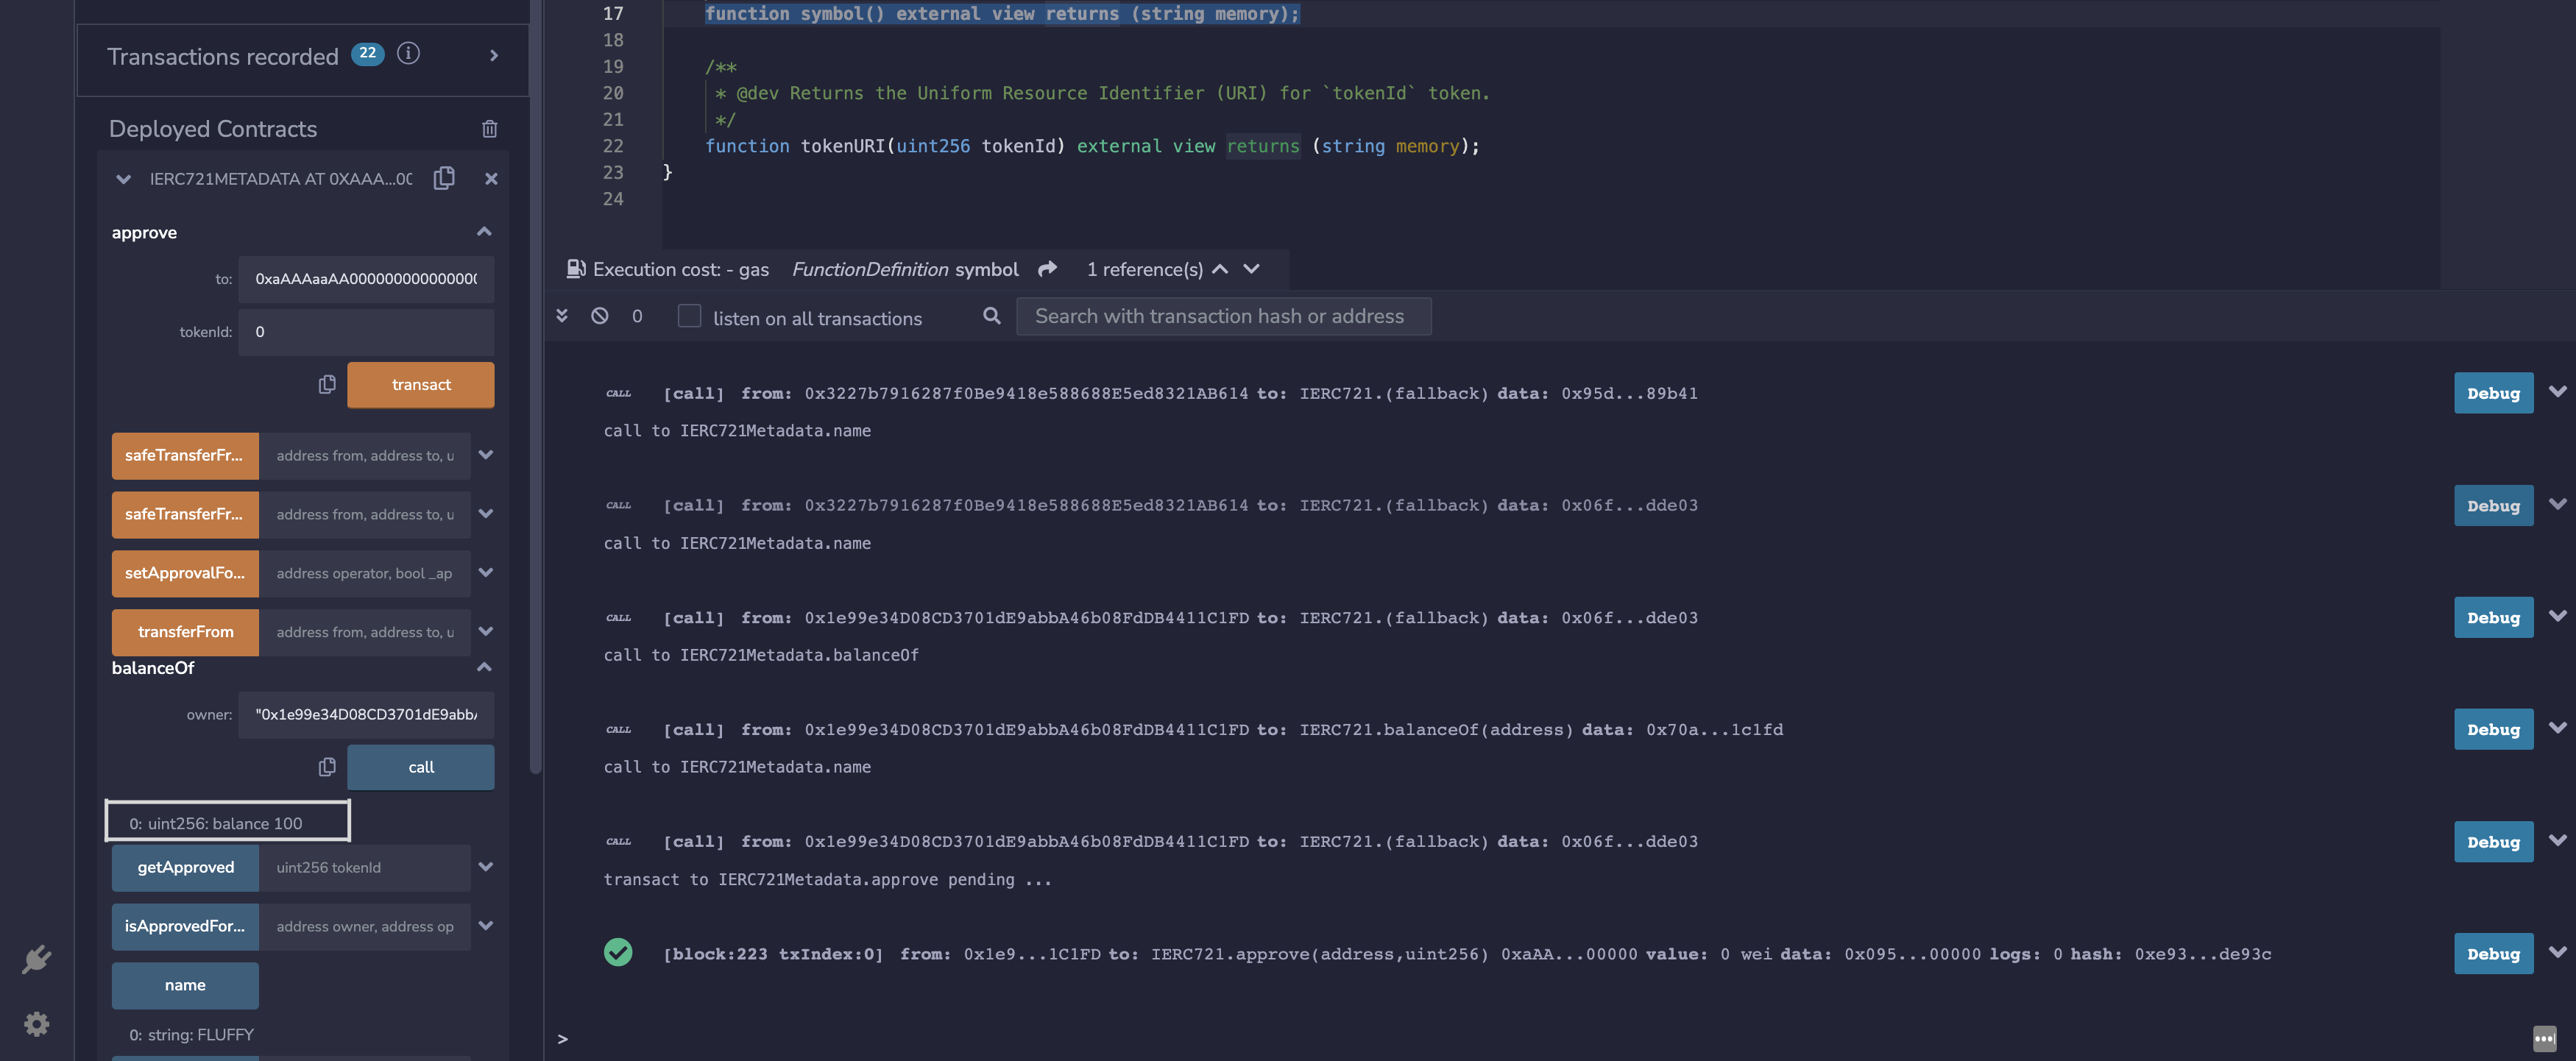 Transactions recorded 22 i
Deployed Contracts
IERC721METADATA AT 0XAAA...00
approve
to: 0xaAAAaaAA00000000000000
tokenId: 0
transact
safeTransferFr... address from, address to, u
safeTransferFr... address from, address to, u
setApprovalFo... address operator, bool _ap
transferFrom address from, address to, u
balanceOf
owner: "0x1e99e34D08CD3701dE9abb
call
0: uint256: balance 100
getApproved uint256 tokenId
isApprovedFor... address owner, address op
name
0: string: FLUFFY
17 function symbol() external view returns (string memory);
18
19 /**
20 * @dev Returns the Uniform Resource Identifier (URI) for `tokenId` token.
21 */
22 function tokenURI(uint256 tokenId) external view returns (string memory);
23 }
24
Execution cost: - gas FunctionDefinition symbol 1 reference(s)
0 listen on all transactions Search with transaction hash or address
CALL [call] from: 0x3227b7916287f0Be9418e588688E5ed8321AB614 to: IERC721.(fallback) data: 0x95d...89b41 Debug
call to IERC721Metadata.name
CALL [call] from: 0x3227b7916287f0Be9418e588688E5ed8321AB614 to: IERC721.(fallback) data: 0x06f...dde03 Debug
call to IERC721Metadata.name
CALL [call] from: 0x1e99e34D08CD3701dE9abbA46b08FdDB4411C1FD to: IERC721.(fallback) data: 0x06f...dde03 Debug
call to IERC721Metadata.balanceOf
CALL [call] from: 0x1e99e34D08CD3701dE9abbA46b08FdDB4411C1FD to: IERC721.balanceOf(address) data: 0x70a...1c1fd Debug
call to IERC721Metadata.name
CALL [call] from: 0x1e99e34D08CD3701dE9abbA46b08FdDB4411C1FD to: IERC721.(fallback) data: 0x06f...dde03 Debug
transact to IERC721Metadata.approve pending ...
[block:223 txIndex:0] from: 0x1e9...1C1FD to: IERC721.approve(address,uint256) 0xaAA...00000 value: 0 wei data: 0x095...00000 logs: 0 hash: 0xe93...de93c Debug
>